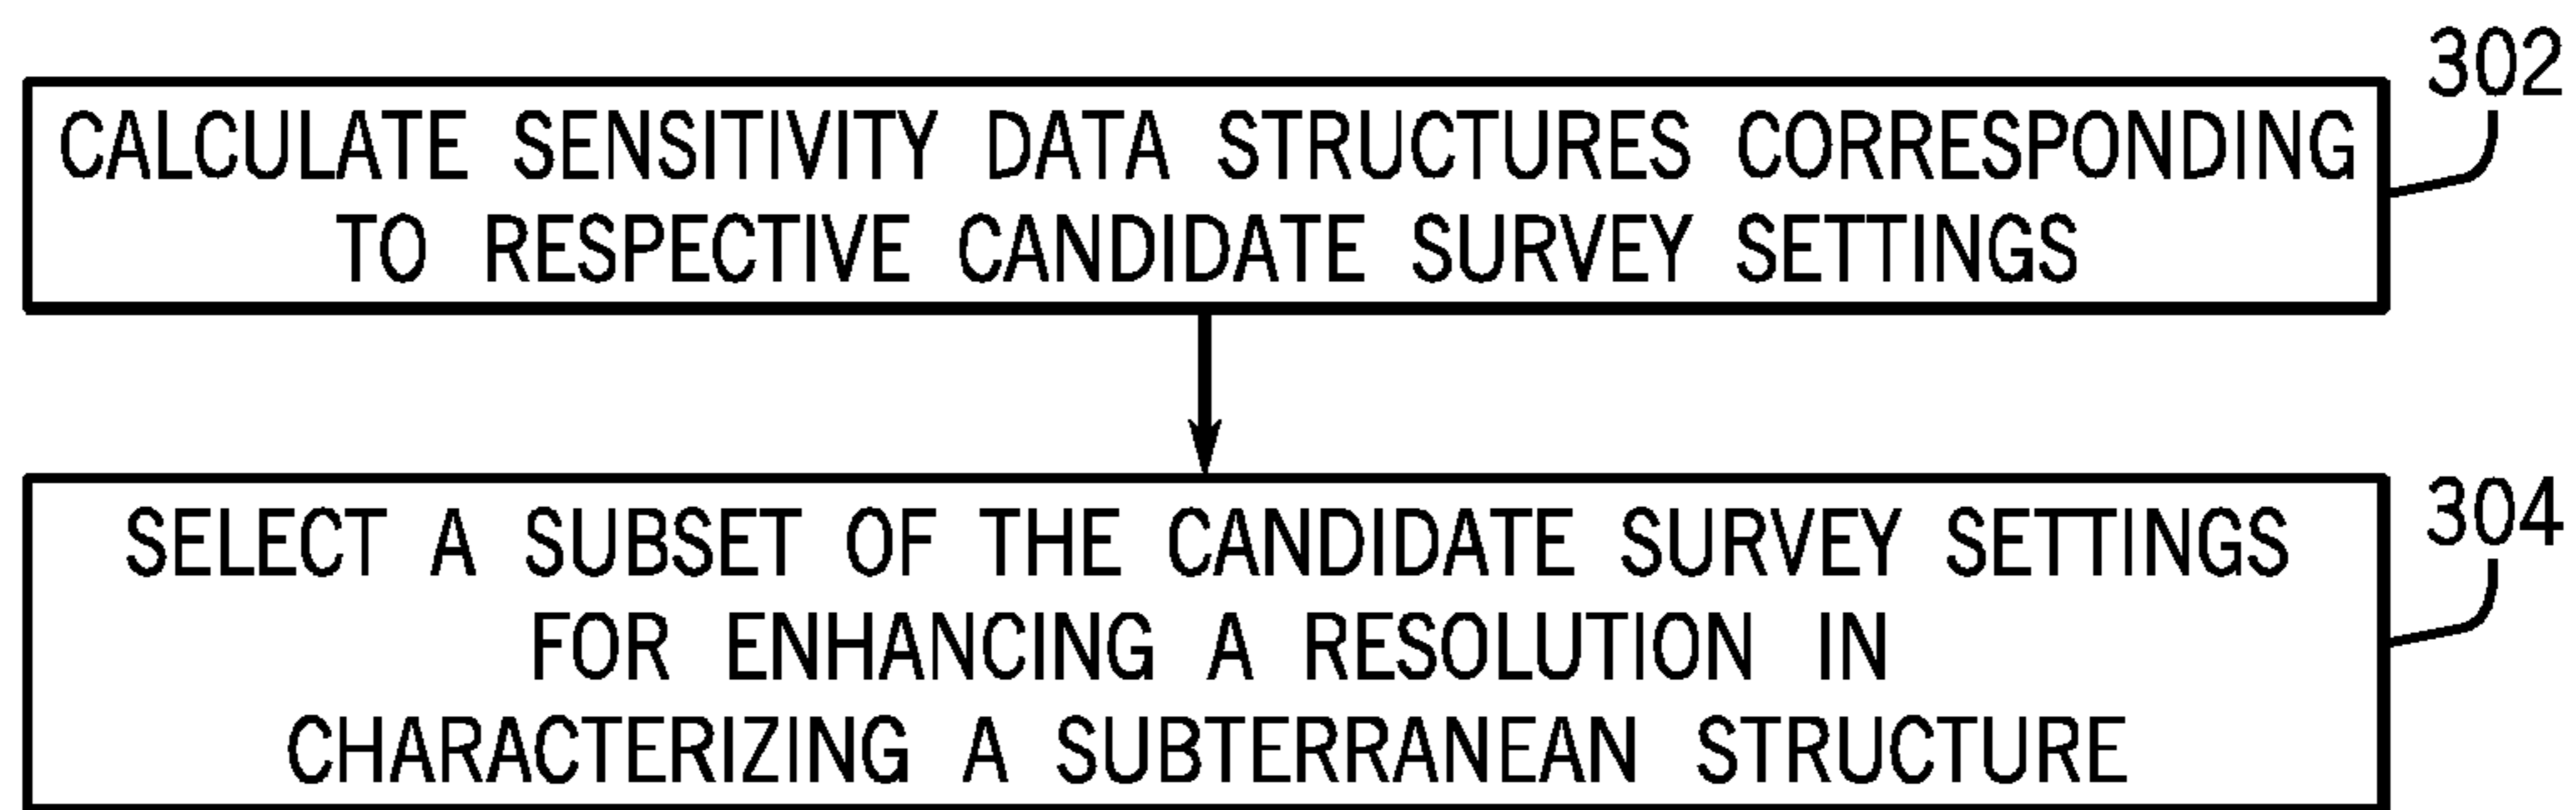 302
CALCULATE SENSITIVITY DATA STRUCTURES CORRESPONDING
TO RESPECTIVE CANDIDATE SURVEY SETTINGS
304
SELECT A SUBSET OF THE CANDIDATE SURVEY SETTINGS
FOR ENHANCING A RESOLUTION IN
CHARACTERIZING A SUBTERRANEAN STRUCTURE